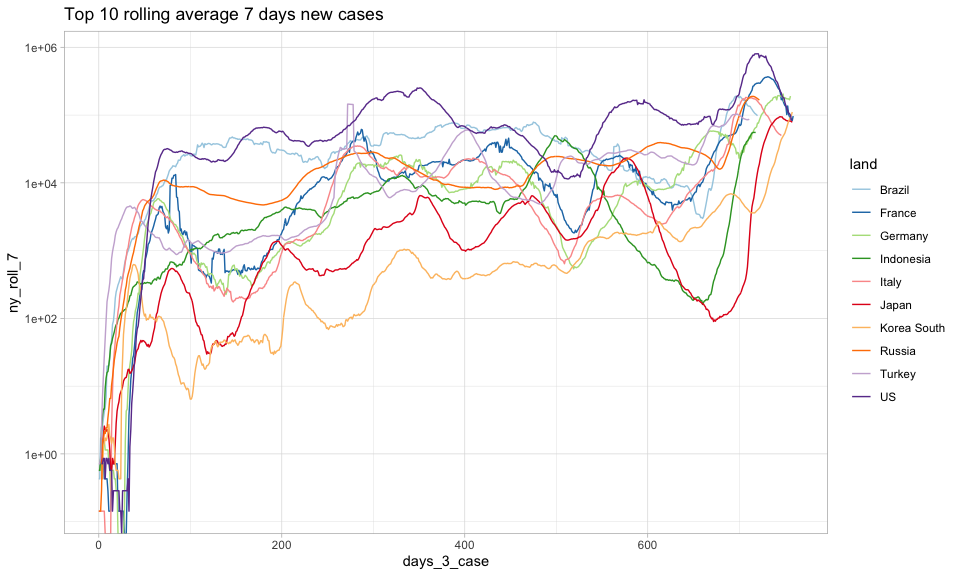 Top 10 rolling average 7 days new cases
1e+06
1e+04
1e+02
1e+00
ny_roll_7
0
200
400
600
days_3_case
land
Brazil
France
Germany
Indonesia
Italy
Japan
Korea South
Russia
Turkey
US